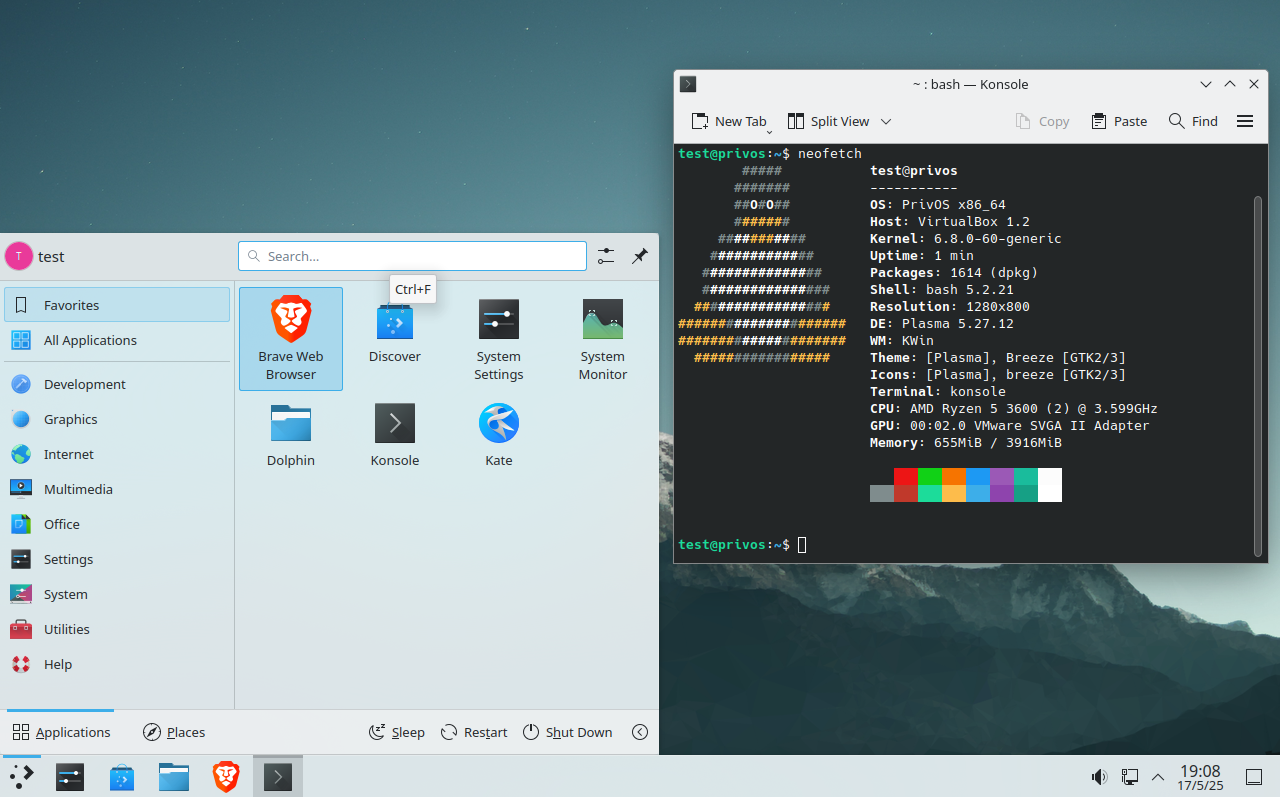 ~ : bash — Konsole
New Tab
Split View
Copy
Paste
Find
test@privos:~$ neofetch
#####
#######
##O#O##
#######
###########
#############
###############
################
#################
#####################
#####################
#################
test@privos
-----------
OS: PrivOS x86_64
Host: VirtualBox 1.2
Kernel: 6.8.0-60-generic
Uptime: 1 min
Packages: 1614 (dpkg)
Shell: bash 5.2.21
Resolution: 1280x800
DE: Plasma 5.27.12
WM: KWin
Theme: [Plasma], Breeze [GTK2/3]
Icons: [Plasma], breeze [GTK2/3]
Terminal: konsole
CPU: AMD Ryzen 5 3600 (2) @ 3.599GHz
GPU: 00:02.0 VMware SVGA II Adapter
Memory: 655MiB / 3916MiB
test@privos:~$
T
test
Search...
Ctrl+F
Favorites
All Applications
Development
Graphics
Internet
Multimedia
Office
Settings
System
Utilities
Help
Brave Web
Browser
Discover
System
Settings
System
Monitor
Dolphin
Konsole
Kate
Applications
Places
Sleep
Restart
Shut Down
19:08
17/5/25